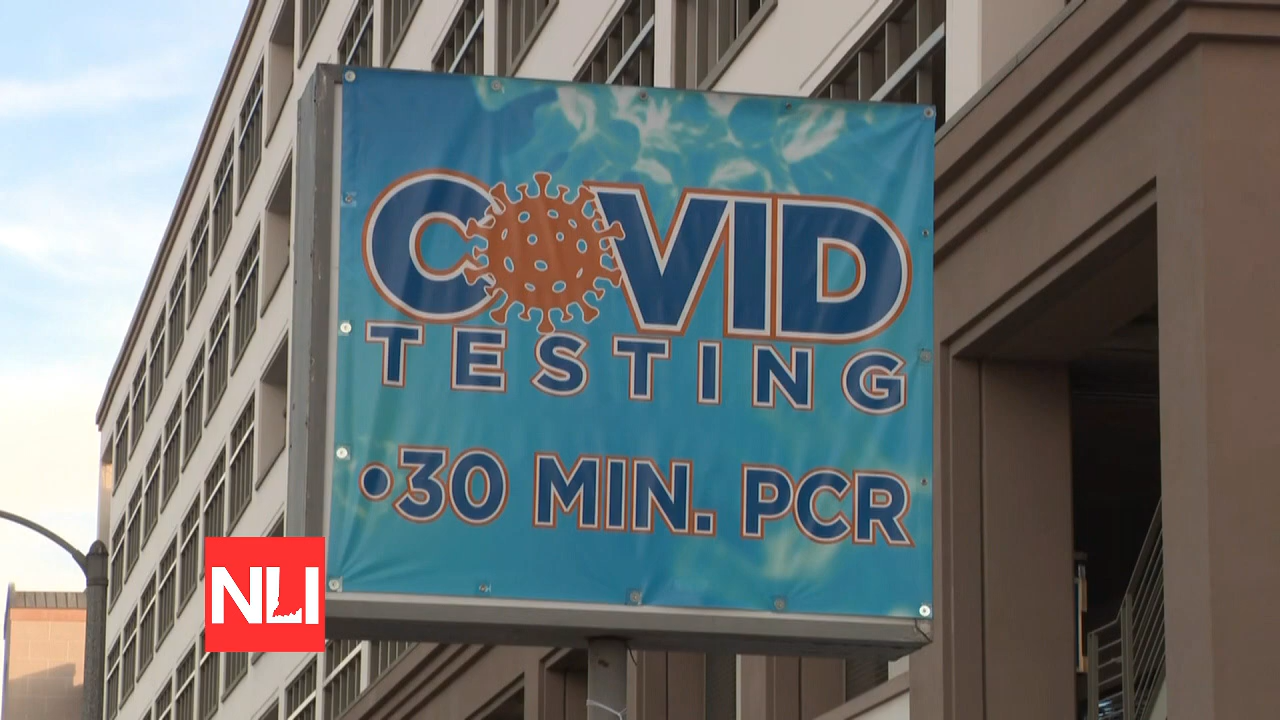 COVID
TESTING
•30 MIN. PCR
NLI